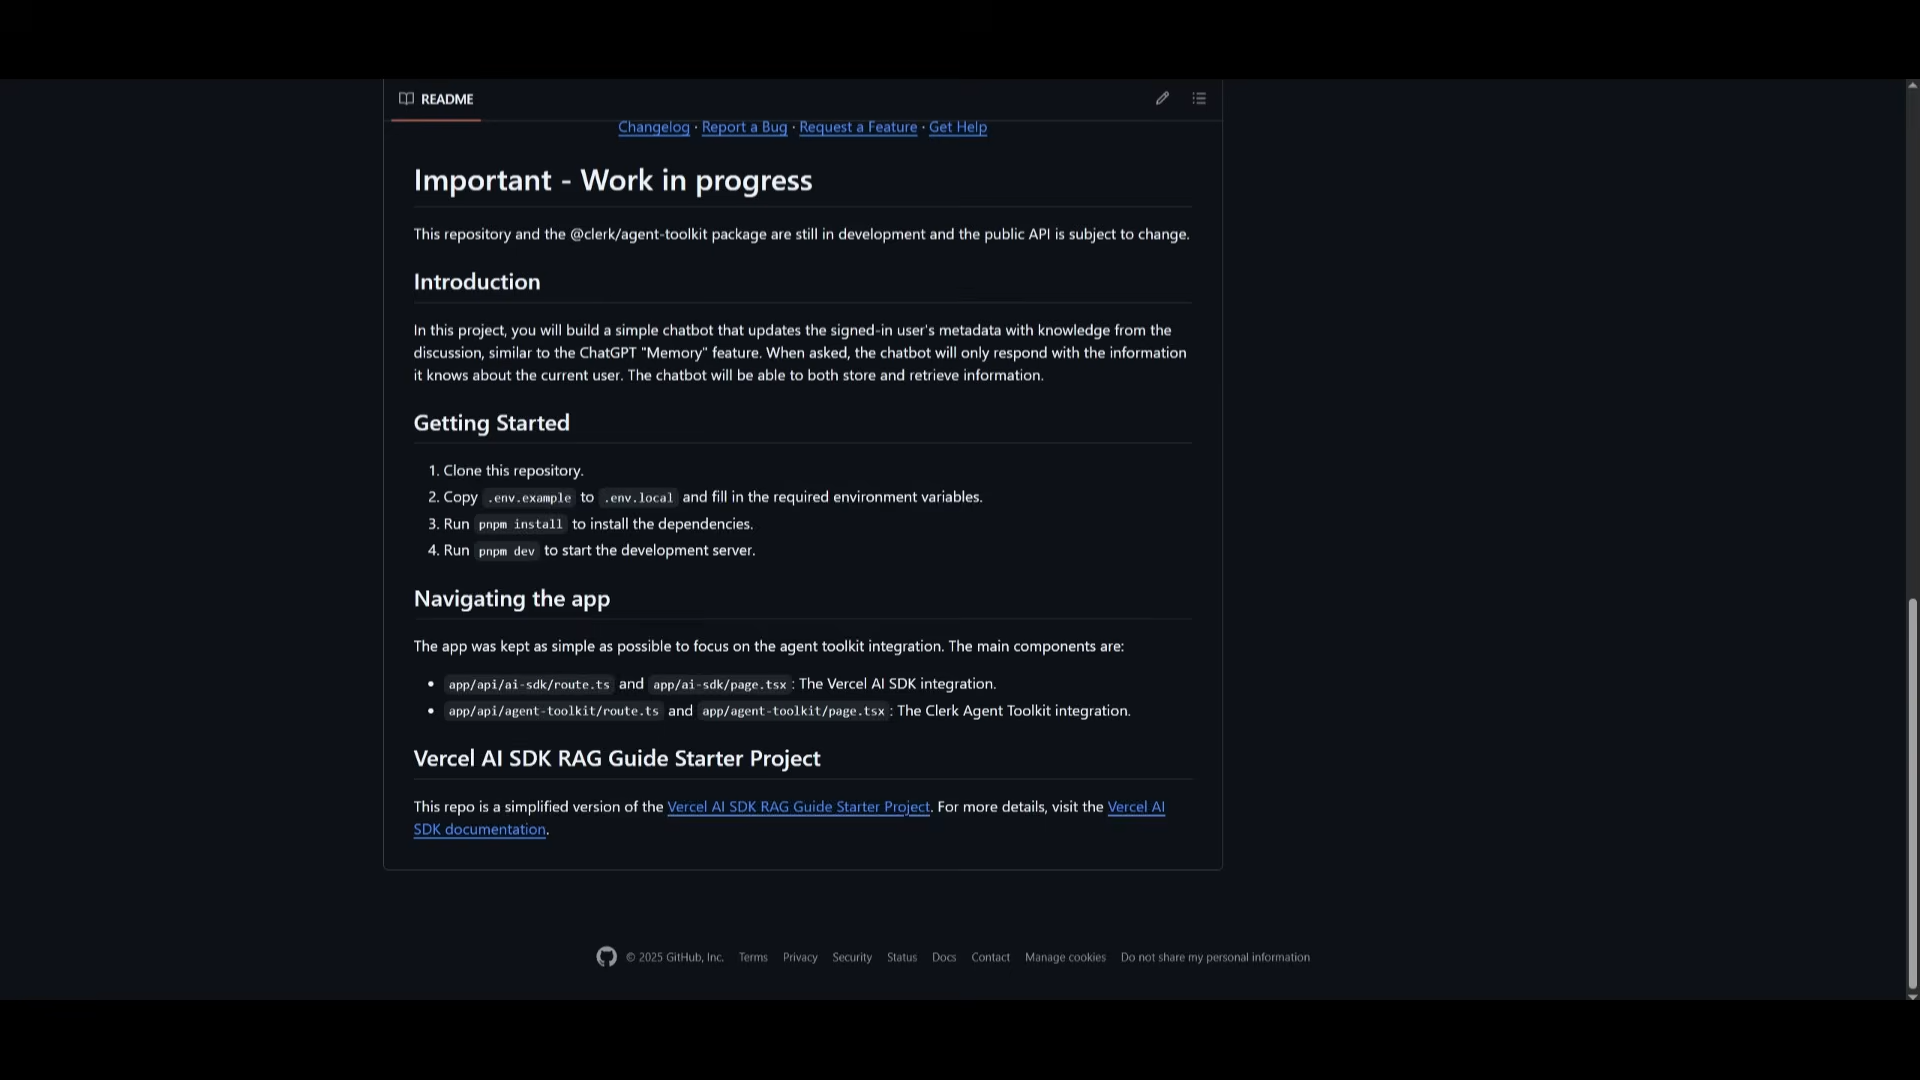 README
Changelog · Report a Bug · Request a Feature · Get Help
Important - Work in progress
This repository and the @clerk/agent-toolkit package are still in development and the public API is subject to change.
Introduction
In this project, you will build a simple chatbot that updates the signed-in user's metadata with knowledge from the
discussion, similar to the ChatGPT "Memory" feature. When asked, the chatbot will only respond with the information
it knows about the current user. The chatbot will be able to both store and retrieve information.
Getting Started
1. Clone this repository.
2. Copy .env.example to .env.local and fill in the required environment variables.
3. Run pnpm install to install the dependencies.
4. Run pnpm dev to start the development server.
Navigating the app
The app was kept as simple as possible to focus on the agent toolkit integration. The main components are:
• app/api/ai-sdk/route.ts and app/ai-sdk/page.tsx: The Vercel AI SDK integration.
• app/api/agent-toolkit/route.ts and app/agent-toolkit/page.tsx: The Clerk Agent Toolkit integration.
Vercel AI SDK RAG Guide Starter Project
This repo is a simplified version of the Vercel AI SDK RAG Guide Starter Project. For more details, visit the Vercel AI
SDK documentation.
© 2025 GitHub, Inc. Terms Privacy Security Status Docs Contact Manage cookies Do not share my personal information